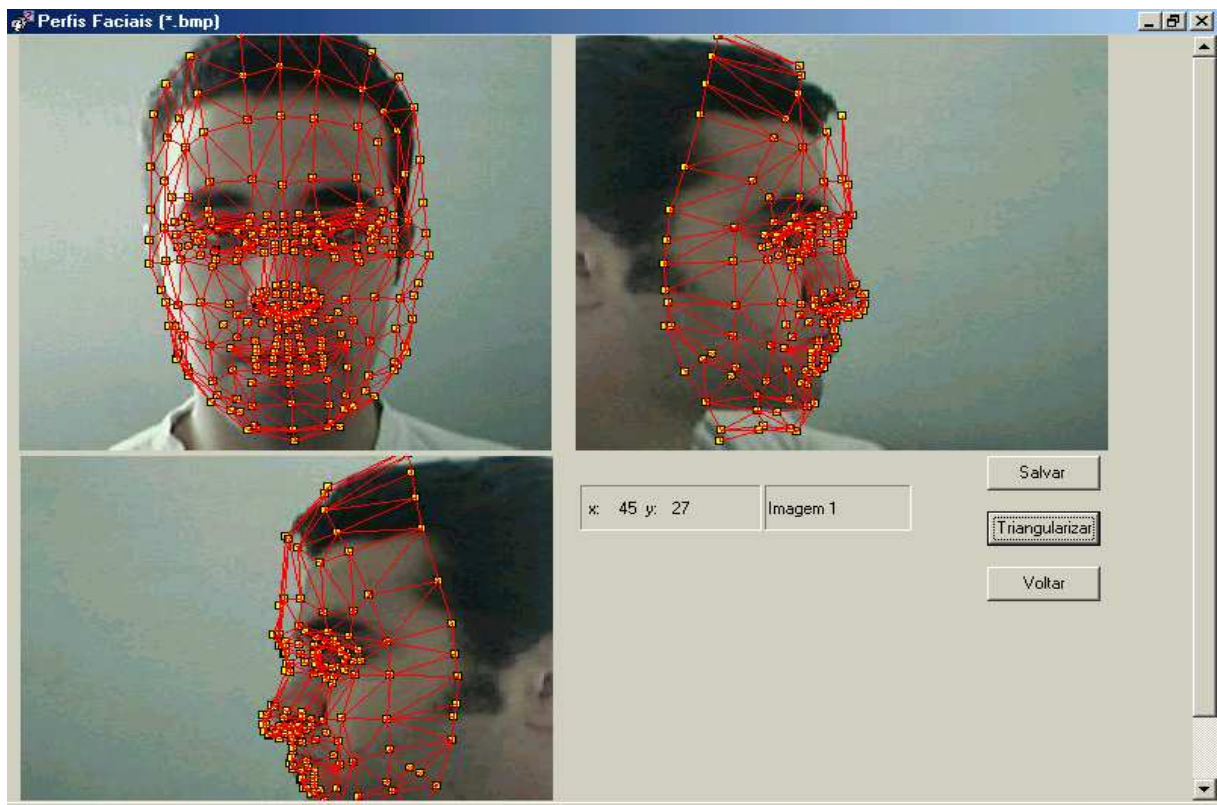 Perfis Faciais (*.bmp)
x: 45 y: 27
Imagem 1
Salvar
Triangularizar
Voltar